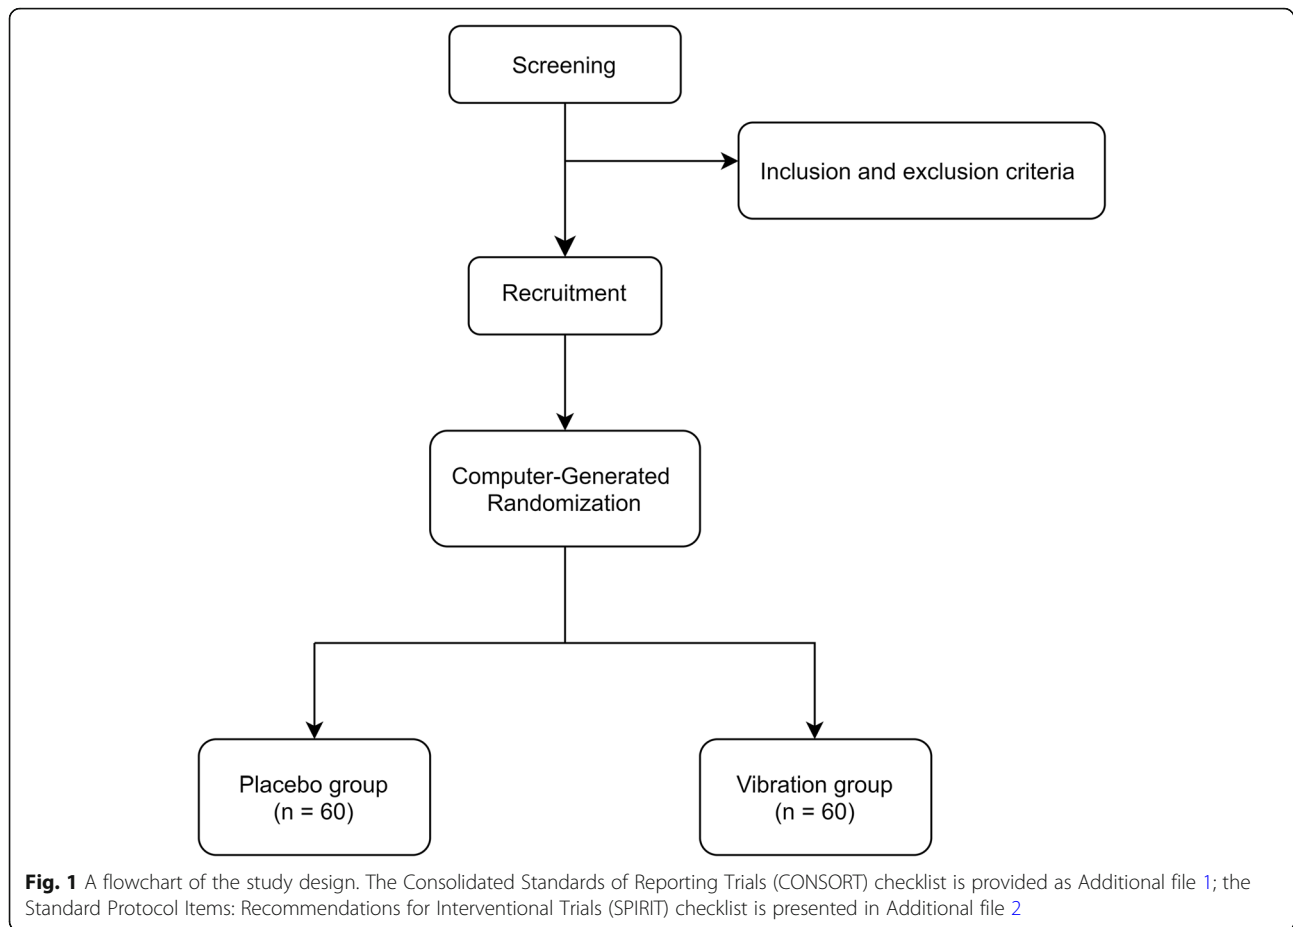 Screening
Inclusion and exclusion criteria
Recruitment
Computer-Generated
Randomization
Placebo group
(n = 60)
Vibration group
(n = 60)
Fig. 1 A flowchart of the study design. The Consolidated Standards of Reporting Trials (CONSORT) checklist is provided as Additional file 1; the
Standard Protocol Items: Recommendations for Interventional Trials (SPIRIT) checklist is presented in Additional file 2